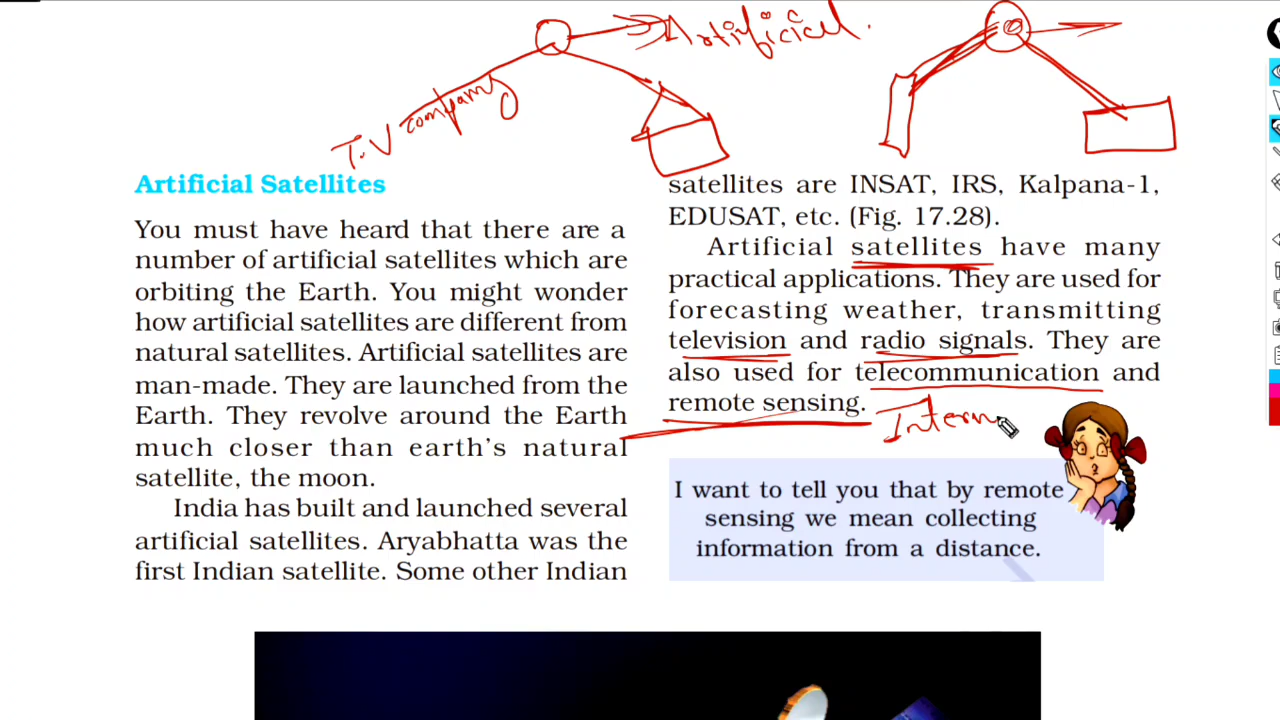 Artificial.
T.V company
Artificial Satellites
You must have heard that there are a
number of artificial satellites which are
orbiting the Earth. You might wonder
how artificial satellites are different from
natural satellites. Artificial satellites are
man-made. They are launched from the
Earth. They revolve around the Earth
much closer than earth's natural
satellite, the moon.
India has built and launched several
artificial satellites. Aryabhatta was the
first Indian satellite. Some other Indian
satellites are INSAT, IRS, Kalpana-1,
EDUSAT, etc. (Fig. 17.28).
Artificial satellites have many
practical applications. They are used for
forecasting weather, transmitting
television and radio signals. They are
also used for telecommunication and
remote sensing.
Intern
I want to tell you that by remote
sensing we mean collecting
information from a distance.